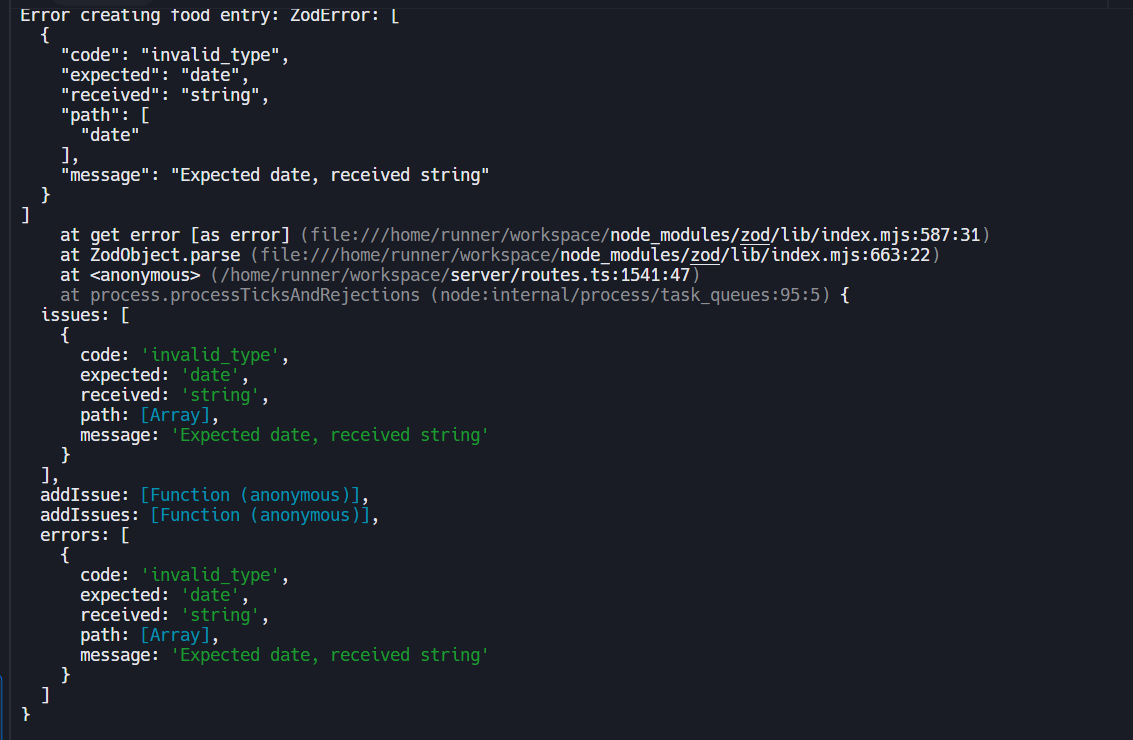 Error creating food entry: ZodError: [
  {
    "code": "invalid_type",
    "expected": "date",
    "received": "string",
    "path": [
      "date"
    ],
    "message": "Expected date, received string"
  }
]
    at get error [as error] (file:///home/runner/workspace/node_modules/zod/lib/index.mjs:587:31)
    at ZodObject.parse (file:///home/runner/workspace/node_modules/zod/lib/index.mjs:663:22)
    at <anonymous> (/home/runner/workspace/server/routes.ts:1541:47)
    at process.processTicksAndRejections (node:internal/process/task_queues:95:5) {
  issues: [
    {
      code: 'invalid_type',
      expected: 'date',
      received: 'string',
      path: [Array],
      message: 'Expected date, received string'
    }
  ],
  addIssue: [Function (anonymous)],
  addIssues: [Function (anonymous)],
  errors: [
    {
      code: 'invalid_type',
      expected: 'date',
      received: 'string',
      path: [Array],
      message: 'Expected date, received string'
    }
  ]
}